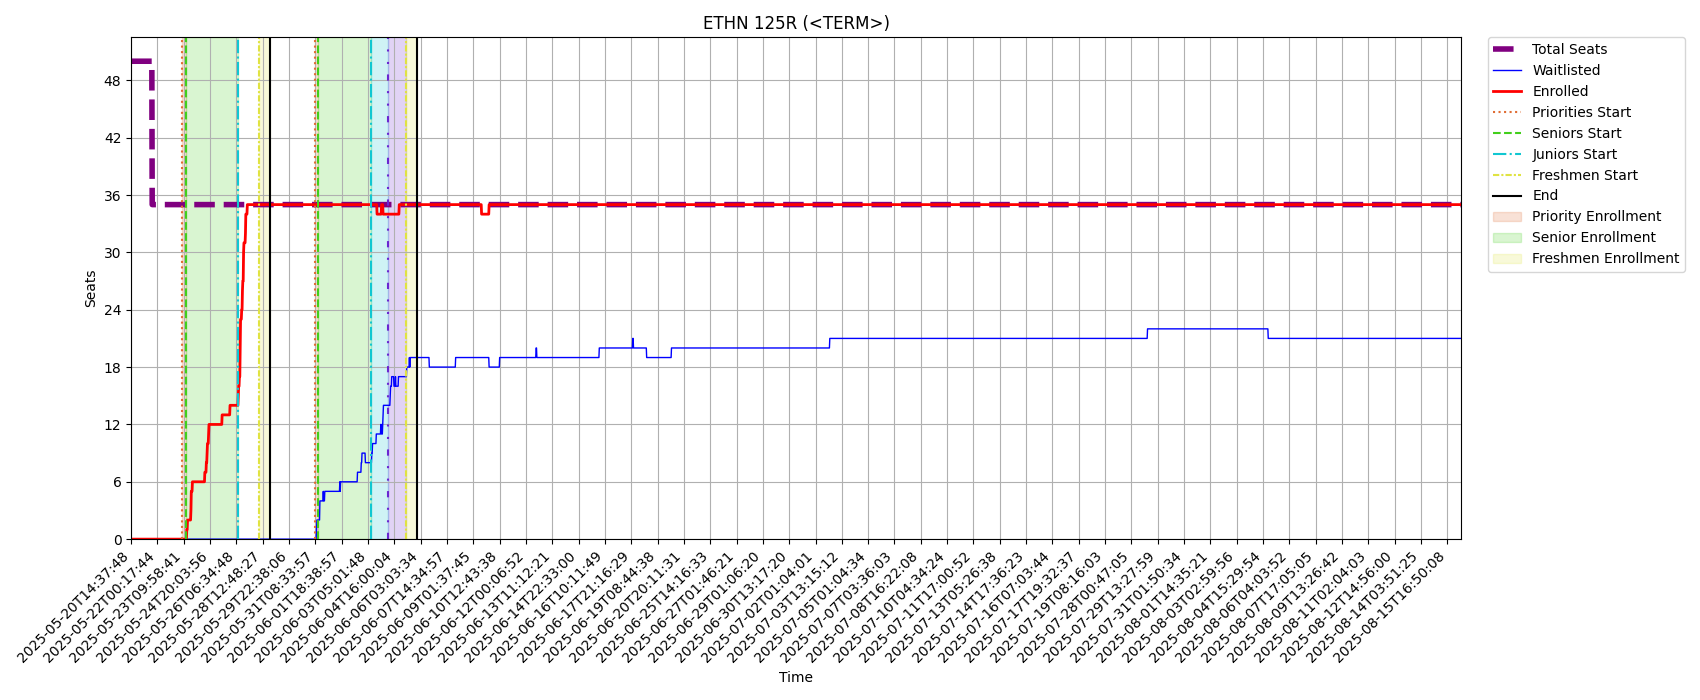 ETHN 125R (<TERM>)
Total Seats
Waitlisted
Enrolled
Priorities Start
Seniors Start
Juniors Start
Freshmen Start
End
Priority Enrollment
Senior Enrollment
Freshmen Enrollment
Seats
48
42
36
30
24
18
12
6
0
2025-05-20T14:37:48
2025-05-22T00:17:44
2025-05-23T09:58:41
2025-05-24T20:03:56
2025-05-26T06:34:48
2025-05-28T12:48:27
2025-05-29T22:38:06
2025-05-31T08:33:57
2025-06-01T18:38:57
2025-06-03T05:01:48
2025-06-04T16:00:04
2025-06-06T03:03:34
2025-06-07T14:34:57
2025-06-09T01:37:45
2025-06-10T12:43:38
2025-06-12T00:06:52
2025-06-13T11:12:21
2025-06-14T22:33:00
2025-06-16T10:11:49
2025-06-17T21:16:29
2025-06-19T08:44:38
2025-06-20T20:11:31
2025-06-25T14:16:33
2025-06-27T01:46:21
2025-06-29T01:06:20
2025-06-30T13:17:20
2025-07-02T01:04:01
2025-07-03T13:15:12
2025-07-05T01:04:34
2025-07-07T03:36:03
2025-07-08T16:22:08
2025-07-10T04:34:24
2025-07-11T17:00:52
2025-07-13T05:26:38
2025-07-14T17:36:23
2025-07-16T07:03:44
2025-07-17T19:32:37
2025-07-19T08:16:03
2025-07-28T00:47:05
2025-07-29T13:27:59
2025-07-31T01:50:34
2025-08-01T14:35:21
2025-08-03T02:59:56
2025-08-04T15:29:54
2025-08-06T04:03:52
2025-08-07T17:05:05
2025-08-09T13:26:42
2025-08-11T02:04:03
2025-08-12T14:56:00
2025-08-14T03:51:25
2025-08-15T16:50:08
Time